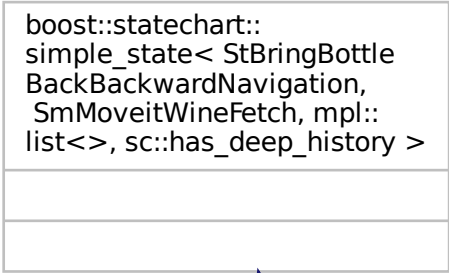 boost::statechart::
simple_state< StBringBottle
BackBackwardNavigation,
 SmMoveitWineFetch, mpl::
list<>, sc::has_deep_history >